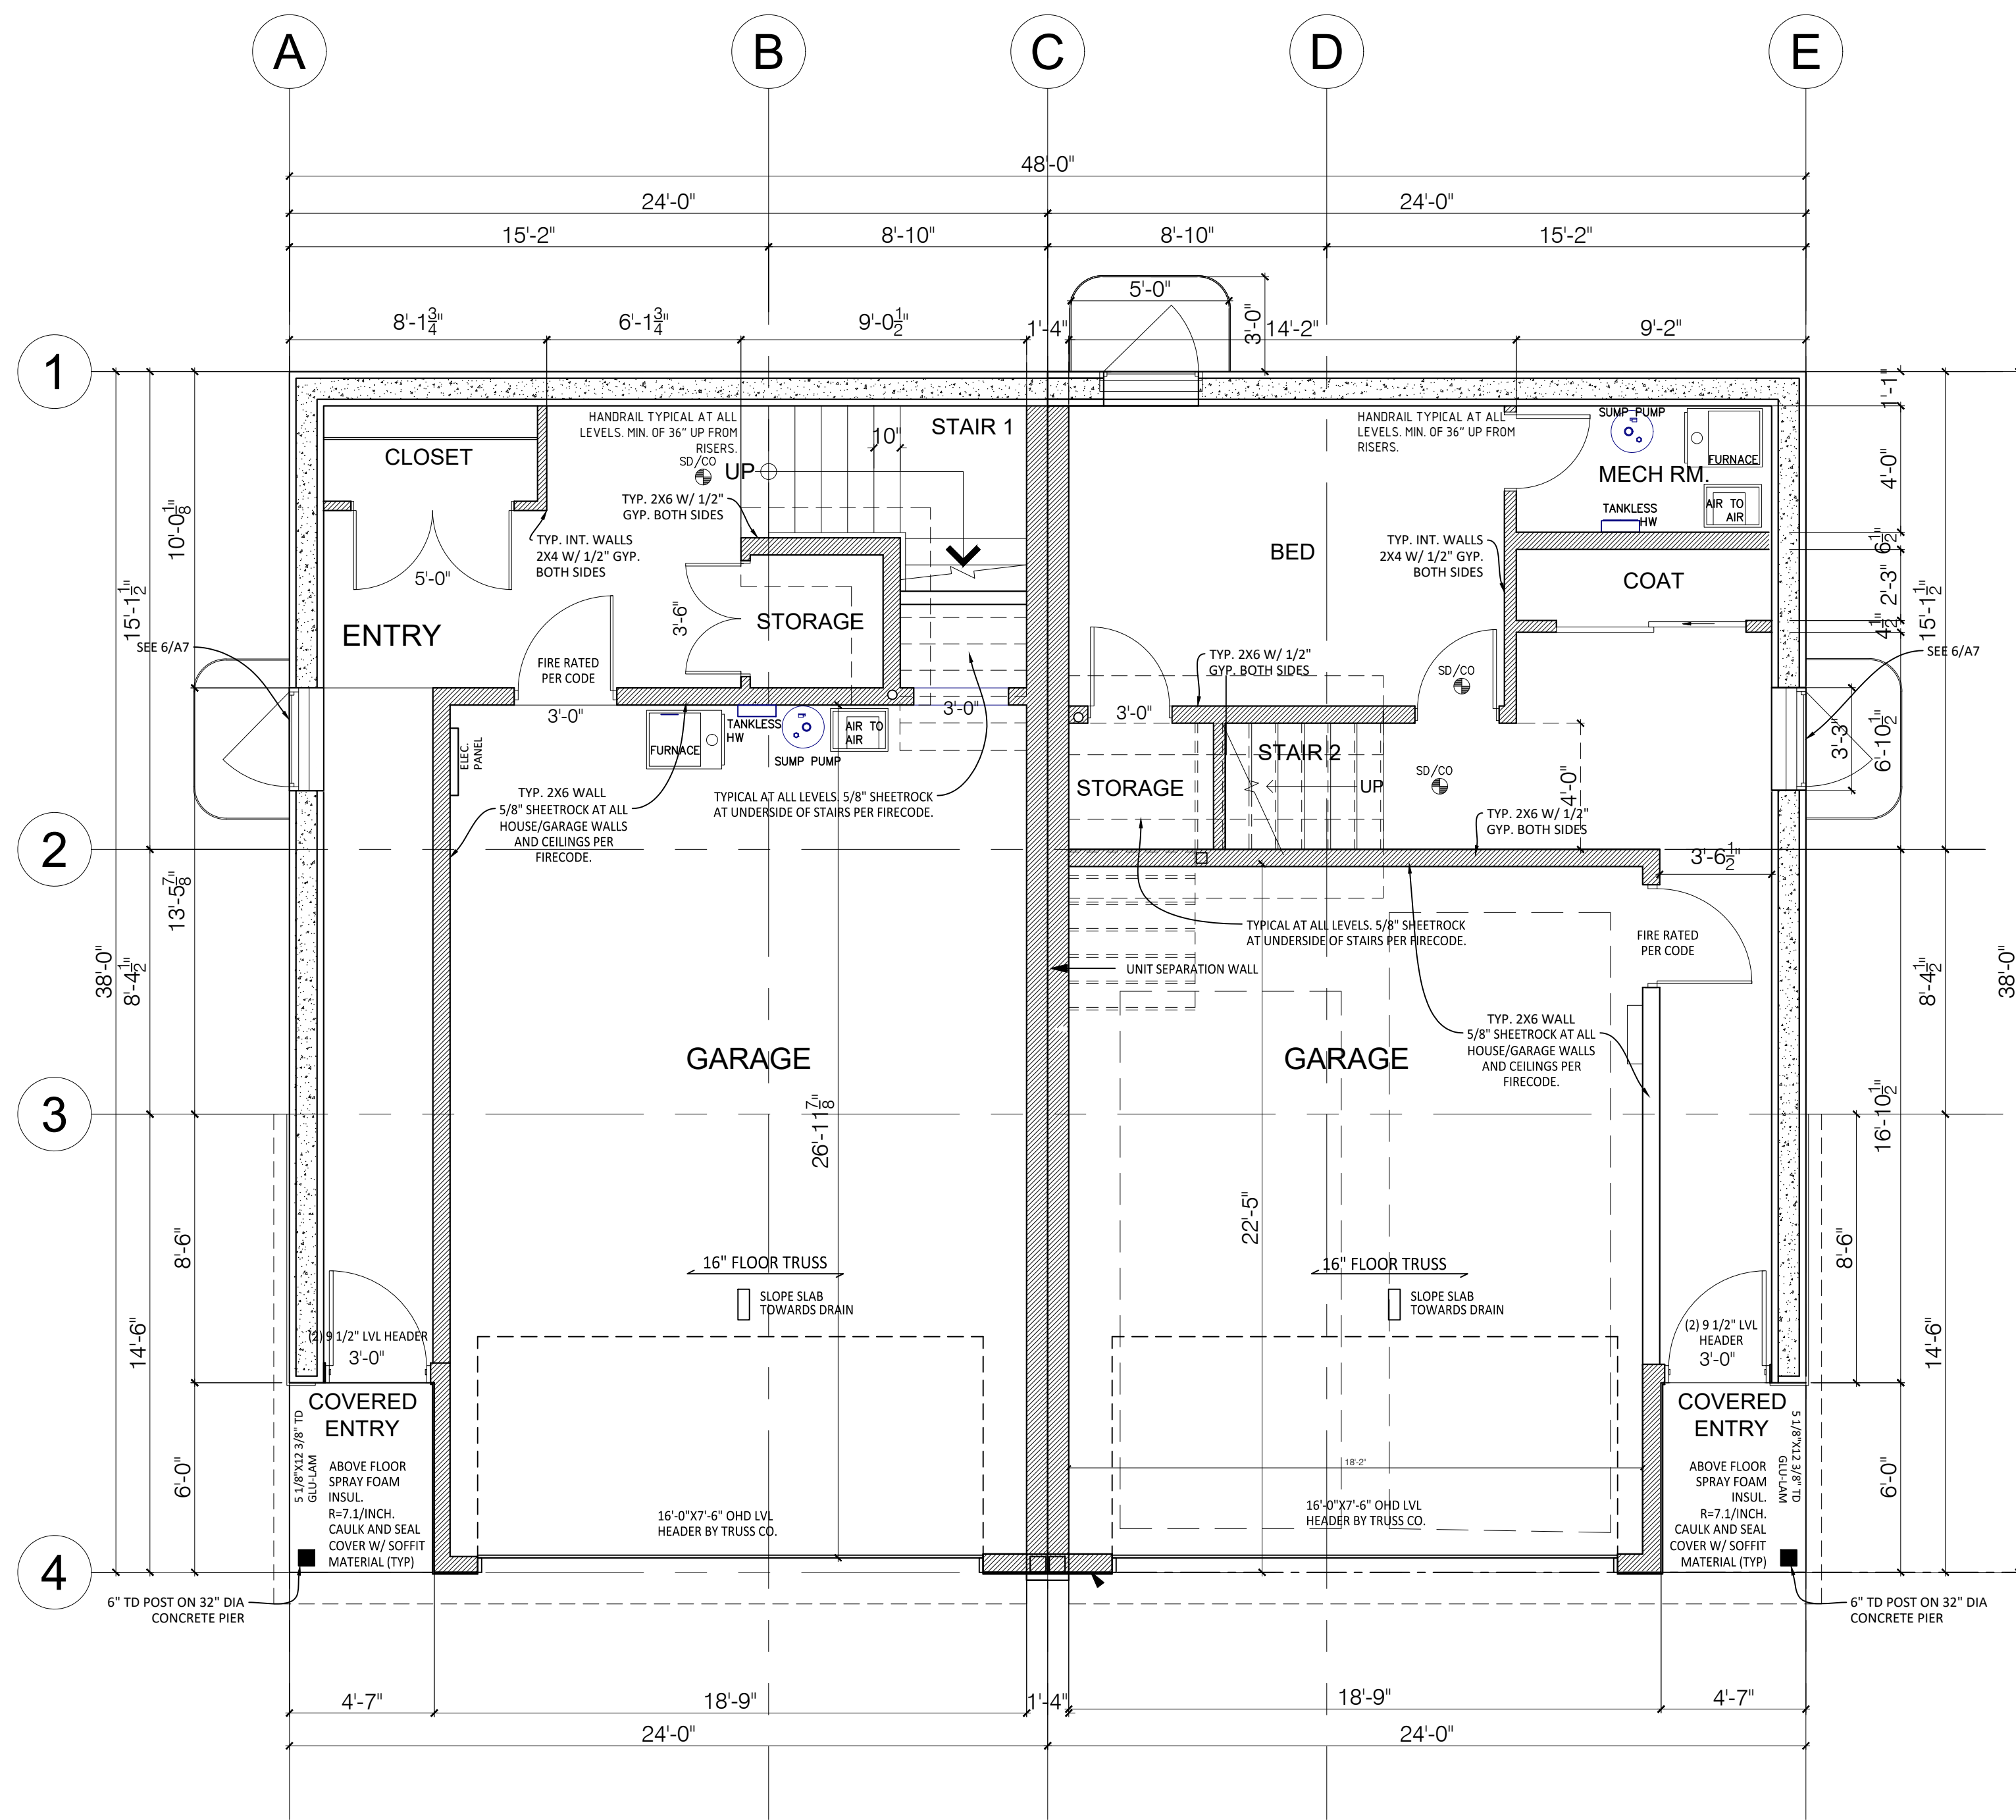 A
B
C
D
E
48'-0"
24'-0"
24'-0"
15'-2"
8'-10"
8'-10"
15'-2"
5'-0"
3'-0"
8'-1 3/4"
6'-1 3/4"
9'-0 1/2"
1'-4"
14'-2"
9'-2"
1
HANDRAIL TYPICAL AT ALL
LEVELS. MIN. OF 36" UP FROM
RISERS.
SD/CO
UP
10"
STAIR 1
HANDRAIL TYPICAL AT ALL
LEVELS. MIN. OF 36" UP FROM
RISERS.
SUMP PUMP
FURNACE
MECH RM.
TANKLESS
HW
AIR TO
AIR
1'-1"
4'-0"
6 1/2"
2'-3"
4 1/2"
15'-1 1/2"
CLOSET
TYP. 2X6 W/ 1/2"
GYP. BOTH SIDES
TYP. INT. WALLS
2X4 W/ 1/2" GYP.
BOTH SIDES
5'-0"
BED
TYP. INT. WALLS
2X4 W/ 1/2" GYP.
BOTH SIDES
COAT
10'-0 1/8"
15'-1 1/2"
ENTRY
3'-6"
STORAGE
SEE 6/A7
SEE 6/A7
FIRE RATED
PER CODE
3'-0"
3'-0"
TYP. 2X6 W/ 1/2"
GYP. BOTH SIDES
SD/CO
3'-0"
3'-3"
6'-10 1/2"
ELEC.
PANEL
FURNACE
TANKLESS
HW
SUMP PUMP
AIR TO
AIR
STAIR 2
STORAGE
UP
SD/CO
4'-0"
TYP. 2X6 WALL
5/8" SHEETROCK AT ALL
HOUSE/GARAGE WALLS
AND CEILINGS PER
FIRECODE.
TYPICAL AT ALL LEVELS. 5/8" SHEETROCK
AT UNDERSIDE OF STAIRS PER FIRECODE.
TYP. 2X6 W/ 1/2"
GYP. BOTH SIDES
2
3'-6 1/2"
13'-5 7/8"
38'-0"
8'-4 1/2"
TYPICAL AT ALL LEVELS. 5/8" SHEETROCK
AT UNDERSIDE OF STAIRS PER FIRECODE.
UNIT SEPARATION WALL
FIRE RATED
PER CODE
8'-4 1/2"
38'-0"
TYP. 2X6 WALL
5/8" SHEETROCK AT ALL
HOUSE/GARAGE WALLS
AND CEILINGS PER
FIRECODE.
GARAGE
GARAGE
3
26'-11 7/8"
16'-10 1/2"
22'-5"
8'-6"
8'-6"
16" FLOOR TRUSS
SLOPE SLAB
TOWARDS DRAIN
16" FLOOR TRUSS
SLOPE SLAB
TOWARDS DRAIN
14'-6"
14'-6"
(2) 9 1/2" LVL HEADER
3'-0"
(2) 9 1/2" LVL
HEADER
3'-0"
COVERED
ENTRY
5 1/8"X12 3/8" TD
GLU-LAM
ABOVE FLOOR
SPRAY FOAM
INSUL.
R=7.1/INCH.
CAULK AND SEAL
COVER W/ SOFFIT
MATERIAL (TYP)
COVERED
ENTRY
5 1/8"X12 3/8" TD
GLU-LAM
ABOVE FLOOR
SPRAY FOAM
INSUL.
R=7.1/INCH.
CAULK AND SEAL
COVER W/ SOFFIT
MATERIAL (TYP)
6'-0"
6'-0"
18'-2"
16'-0"X7'-6" OHD LVL
HEADER BY TRUSS CO.
16'-0"X7'-6" OHD LVL
HEADER BY TRUSS CO.
4
6" TD POST ON 32" DIA
CONCRETE PIER
6" TD POST ON 32" DIA
CONCRETE PIER
4'-7"
18'-9"
1'-4"
18'-9"
4'-7"
24'-0"
24'-0"